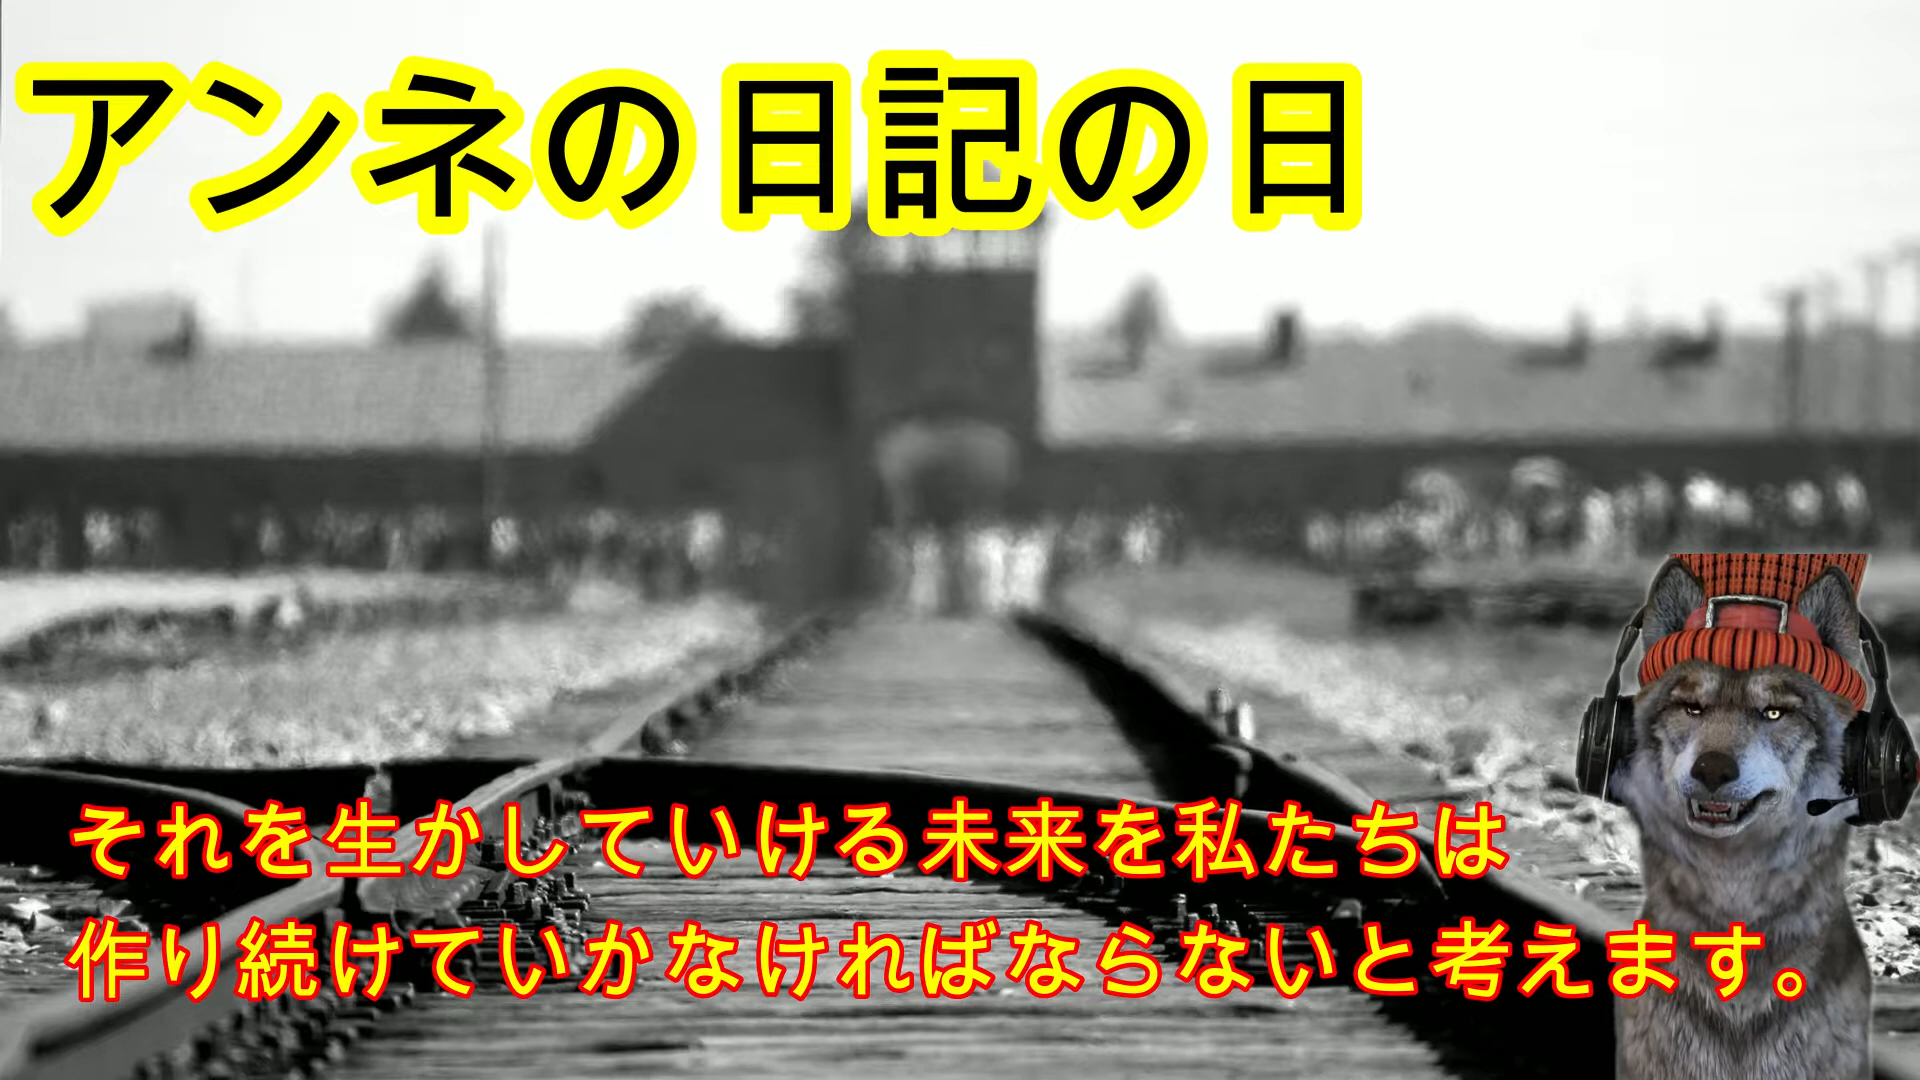 アンネの日記の日
それを生かしていける未来を私たちは
作り続けていかなければならないと考えます。